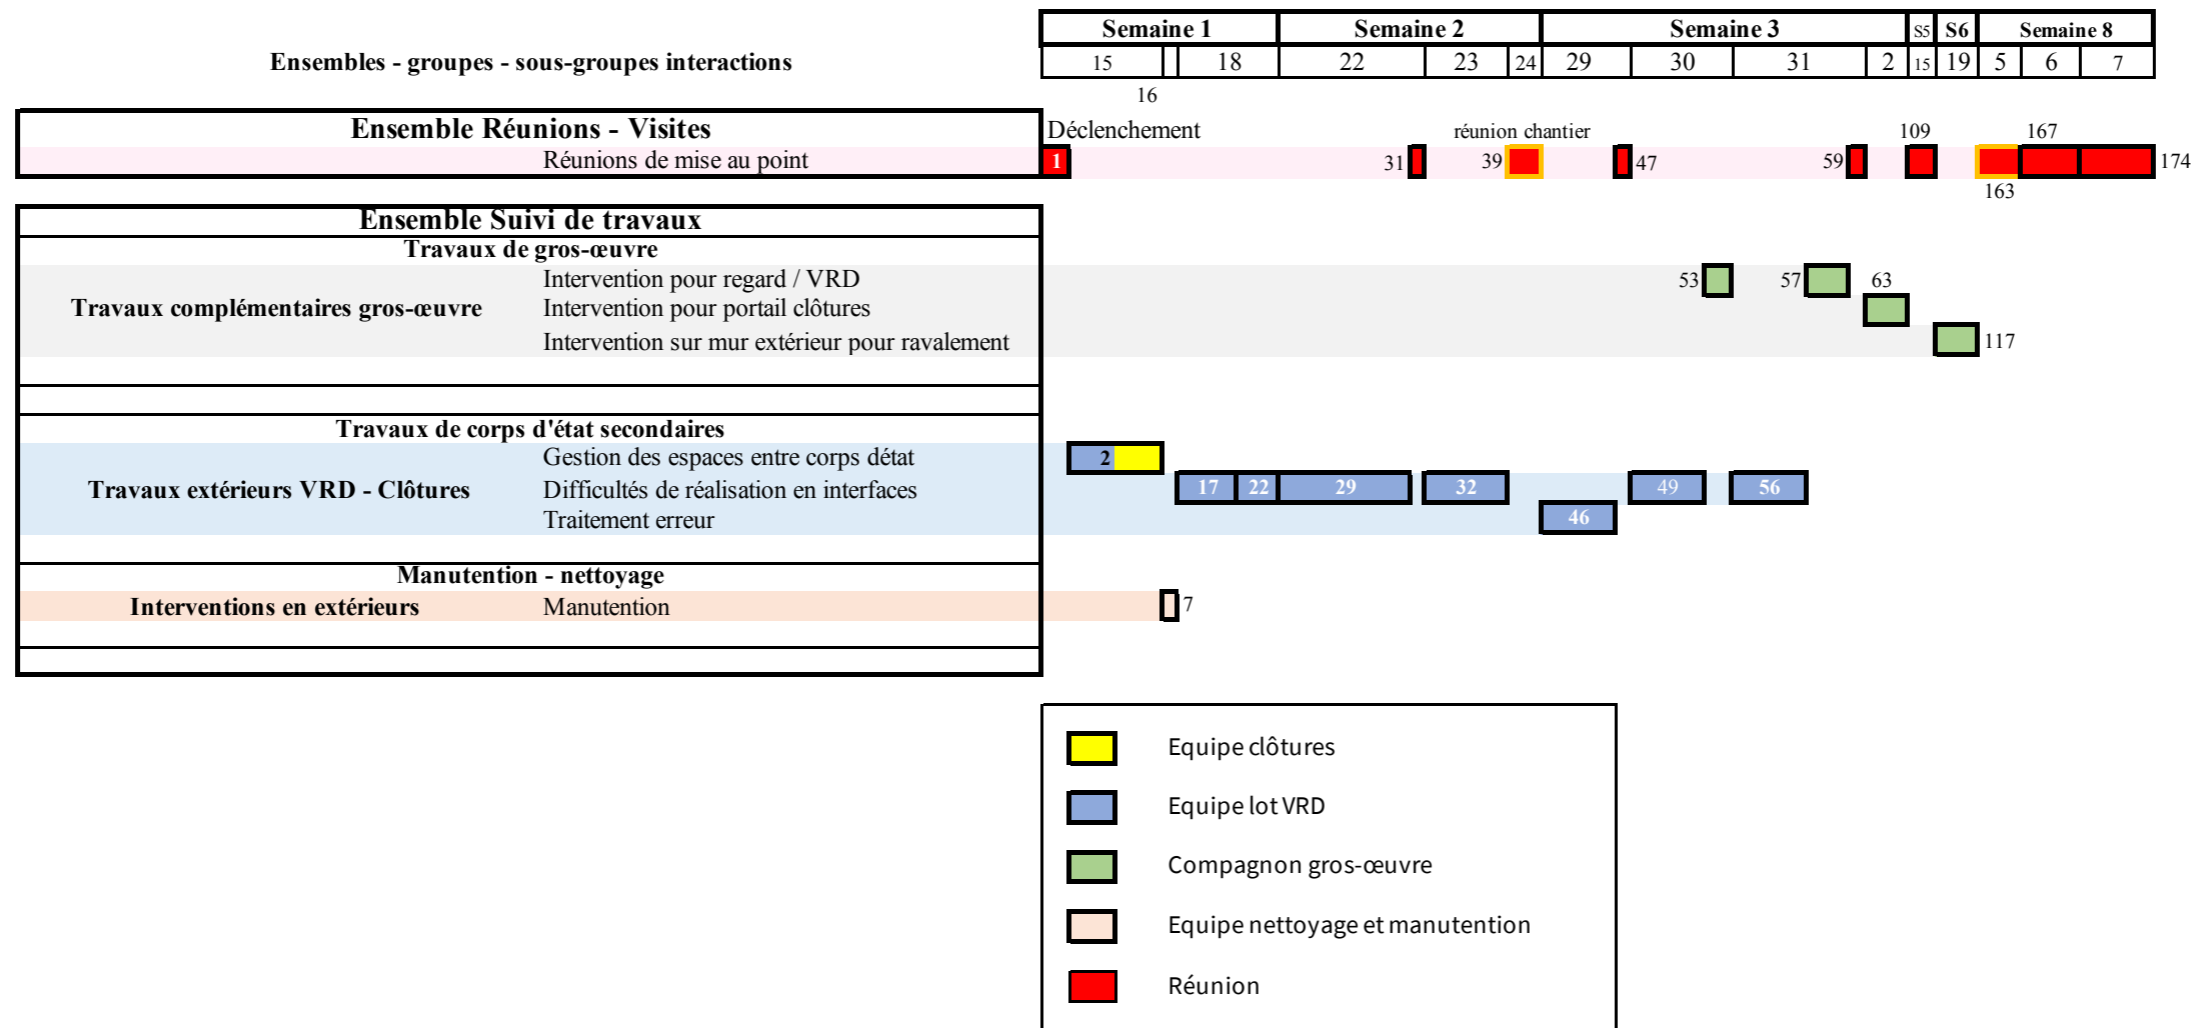 Semaine 1 Semaine 2 Semaine 3 S5 S6 Semaine 8
Ensembles - groupes - sous-groupes interactions 15 18 22 23 24 29 30 31 2 15 19 5 6 7
16
Ensemble Réunions - Visites Déclenchement réunion chantier 109 167
Réunions de mise au point 1 31 39 47 59 174
163
Ensemble Suivi de travaux
Travaux de gros-œuvre
Intervention pour regard / VRD 53 57 63
Travaux complémentaires gros-œuvre Intervention pour portail clôtures
Intervention sur mur extérieur pour ravalement 117
Travaux de corps d'état secondaires
Gestion des espaces entre corps détat 2
Travaux extérieurs VRD - Clôtures Difficultés de réalisation en interfaces 17 22 29 32 49 56
Traitement erreur 46
Manutention - nettoyage
Interventions en extérieurs Manutention 7
Equipe clôtures
Equipe lot VRD
Compagnon gros-œuvre
Equipe nettoyage et manutention
Réunion